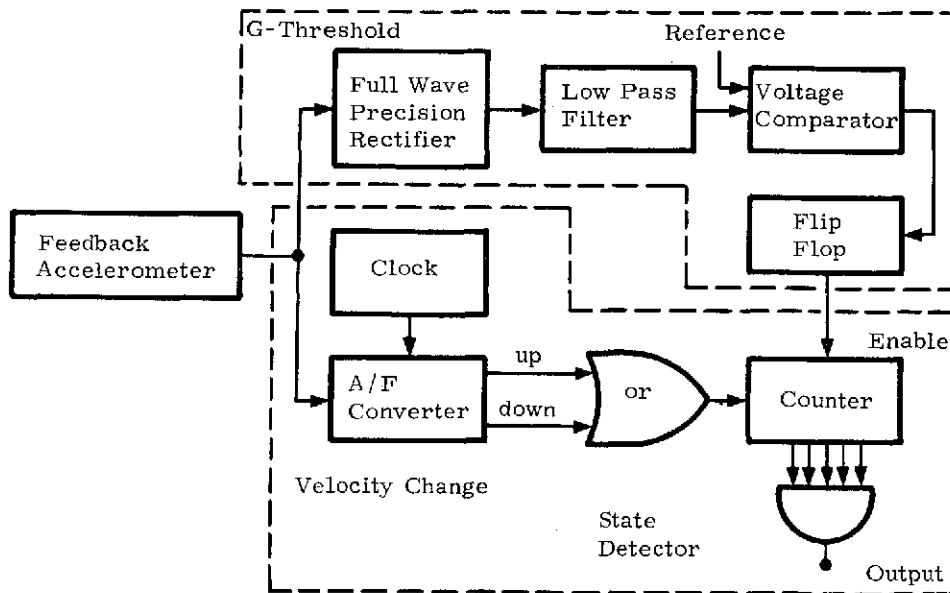 G-Threshold
Reference
Full Wave
Precision
Rectifier
Low Pass
Filter
Voltage
Comparator
Feedback
Accelerometer
Flip
Flop
Clock
Enable
A/F
Converter
up
down
or
Counter
Velocity Change
State
Detector
Output